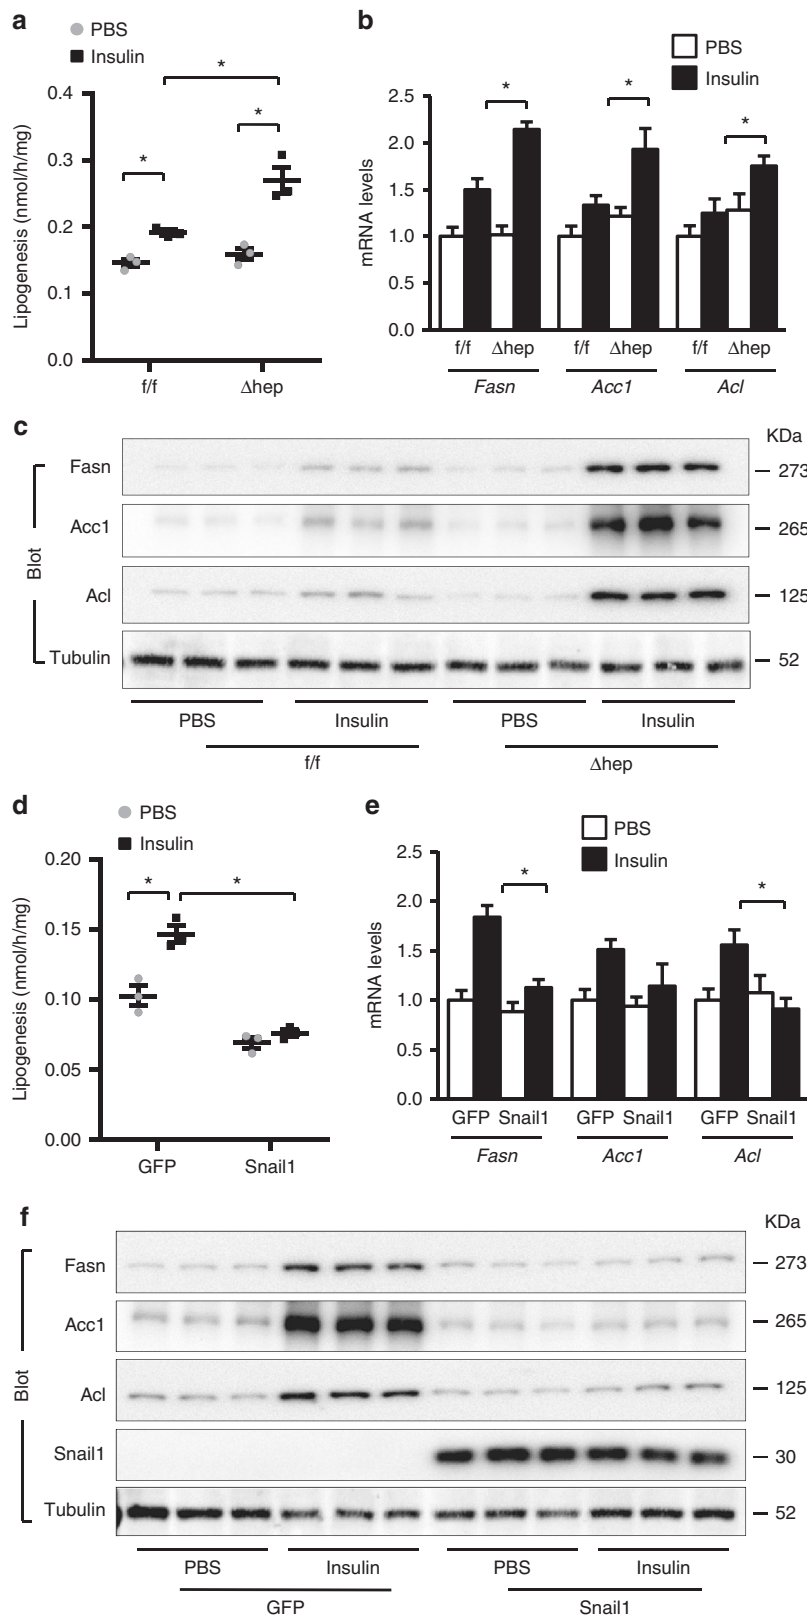 a
PBS
Insulin
*
*
*
0.4
0.3
0.2
0.1
0.0
Lipogenesis (nmol/h/mg)
f/f
Δhep
b
PBS
Insulin
*
*
*
2.5
2.0
1.5
1.0
0.5
0.0
mRNA levels
f/f Δhep f/f Δhep f/f Δhep
Fasn Acc1 Acl
c
KDa
Fasn
273
Acc1
265
Acl
125
Tubulin
52
Blot
PBS Insulin PBS Insulin
f/f Δhep
d
PBS
Insulin
*
*
0.20
0.15
0.10
0.05
0.00
Lipogenesis (nmol/h/mg)
GFP Snail1
e
PBS
Insulin
*
*
2.5
2.0
1.5
1.0
0.5
0.0
mRNA levels
GFP Snail1 GFP Snail1 GFP Snail1
Fasn Acc1 Acl
f
KDa
Fasn
273
Acc1
265
Acl
125
Snail1
30
Tubulin
52
Blot
PBS Insulin PBS Insulin
GFP Snail1